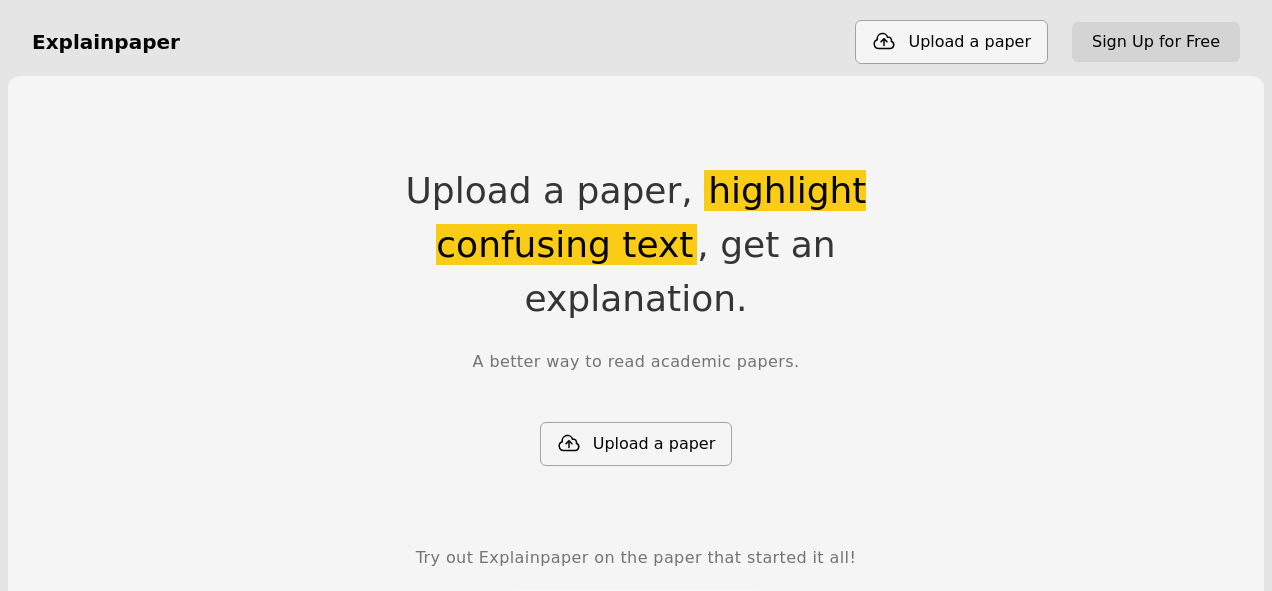 Explainpaper
Upload a paper
Sign Up for Free
Upload a paper, highlight
confusing text, get an
explanation.
A better way to read academic papers.
Upload a paper
Try out Explainpaper on the paper that started it all!